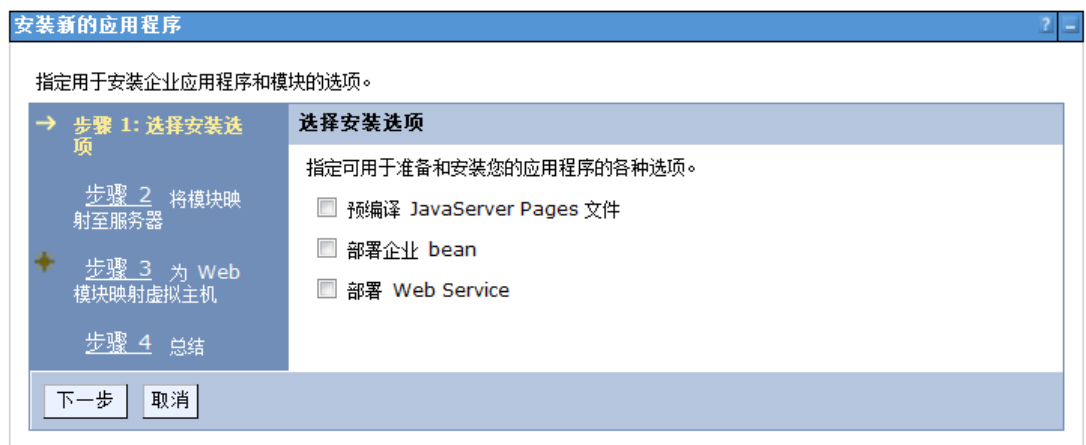 安装新的应用程序
? -
指定用于安装企业应用程序和模块的选项。
步骤 1: 选择安装选
项
步骤 2 将模块映
射至服务器
步骤 3 为 Web
模块映射虚拟主机
步骤 4 总结
选择安装选项
指定可用于准备和安装您的应用程序的各种选项。
预编译 JavaServer Pages 文件
部署企业 bean
部署 Web Service
下一步 取消